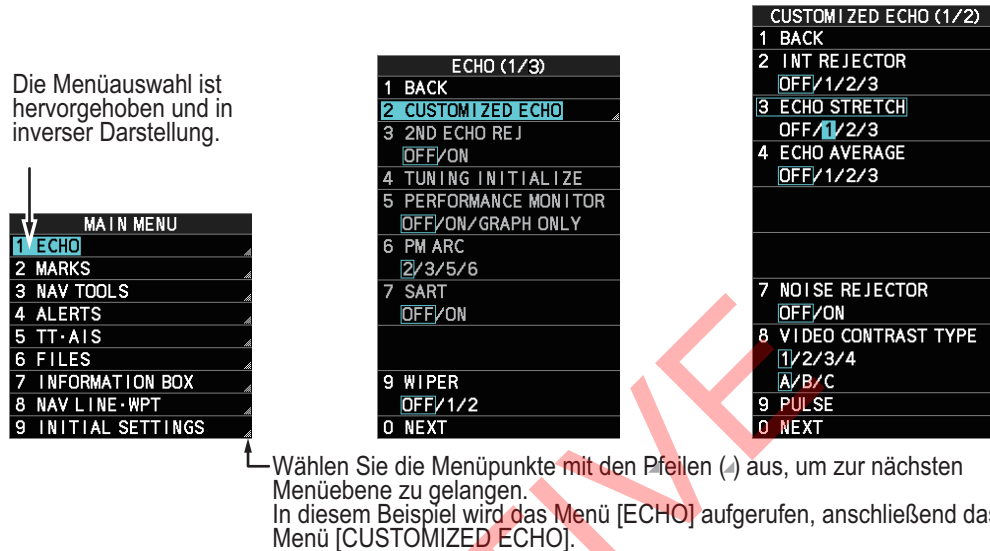 Die Menüauswahl ist
hervorgehoben und in
inverser Darstellung.
MAIN MENU
1 ECHO
2 MARKS
3 NAV TOOLS
4 ALERTS
5 TT·AIS
6 FILES
7 INFORMATION BOX
8 NAV LINE·WPT
9 INITIAL SETTINGS
ECHO (1/3)
1 BACK
2 CUSTOMIZED ECHO
3 2ND ECHO REJ
OFF/ON
4 TUNING INITIALIZE
5 PERFORMANCE MONITOR
OFF/ON/GRAPH ONLY
6 PM ARC
2/3/5/6
7 SART
OFF/ON
9 WIPER
OFF/1/2
0 NEXT
CUSTOMIZED ECHO (1/2)
1 BACK
2 INT REJECTOR
OFF/1/2/3
3 ECHO STRETCH
OFF/1/2/3
4 ECHO AVERAGE
OFF/1/2/3
7 NOISE REJECTOR
OFF/ON
8 VIDEO CONTRAST TYPE
1/2/3/4
A/B/C
9 PULSE
0 NEXT
Wählen Sie die Menüpunkte mit den Pfeilen (◢) aus, um zur nächsten
Menüebene zu gelangen.
In diesem Beispiel wird das Menü [ECHO] aufgerufen, anschließend das
Menü [CUSTOMIZED ECHO].